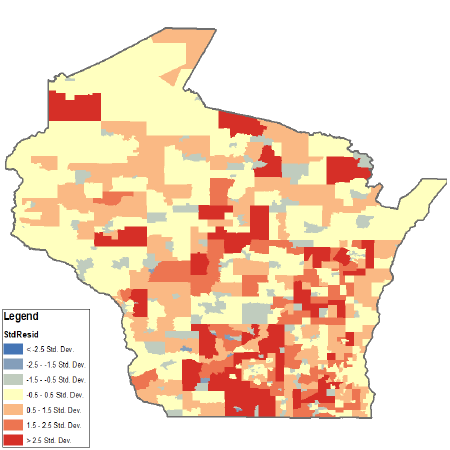 Legend
StdResid
< -2.5 Std. Dev.
-2.5 - -1.5 Std. Dev.
-1.5 - -0.5 Std. Dev.
-0.5 - 0.5 Std. Dev.
0.5 - 1.5 Std. Dev.
1.5 - 2.5 Std. Dev.
> 2.5 Std. Dev.